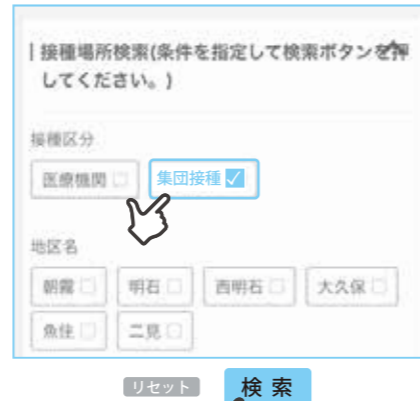 接種場所検索(条件を指定して検索ボタンを押
してください。)
接種区分
医療機関 集団接種
地区名
朝霧 明石 西明石 大久保
魚住 二見
リセット 検索